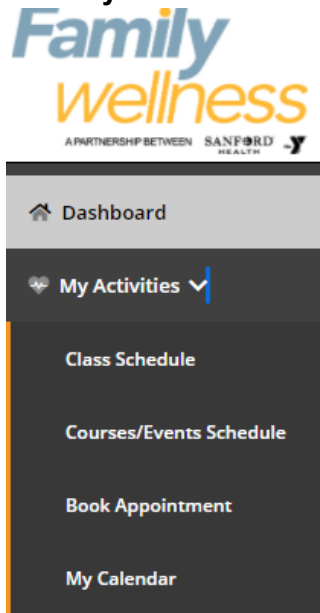 Family
wellness
A PARTNERSHIP BETWEEN SANFORD HEALTH Y
Dashboard
My Activities
Class Schedule
Courses/Events Schedule
Book Appointment
My Calendar